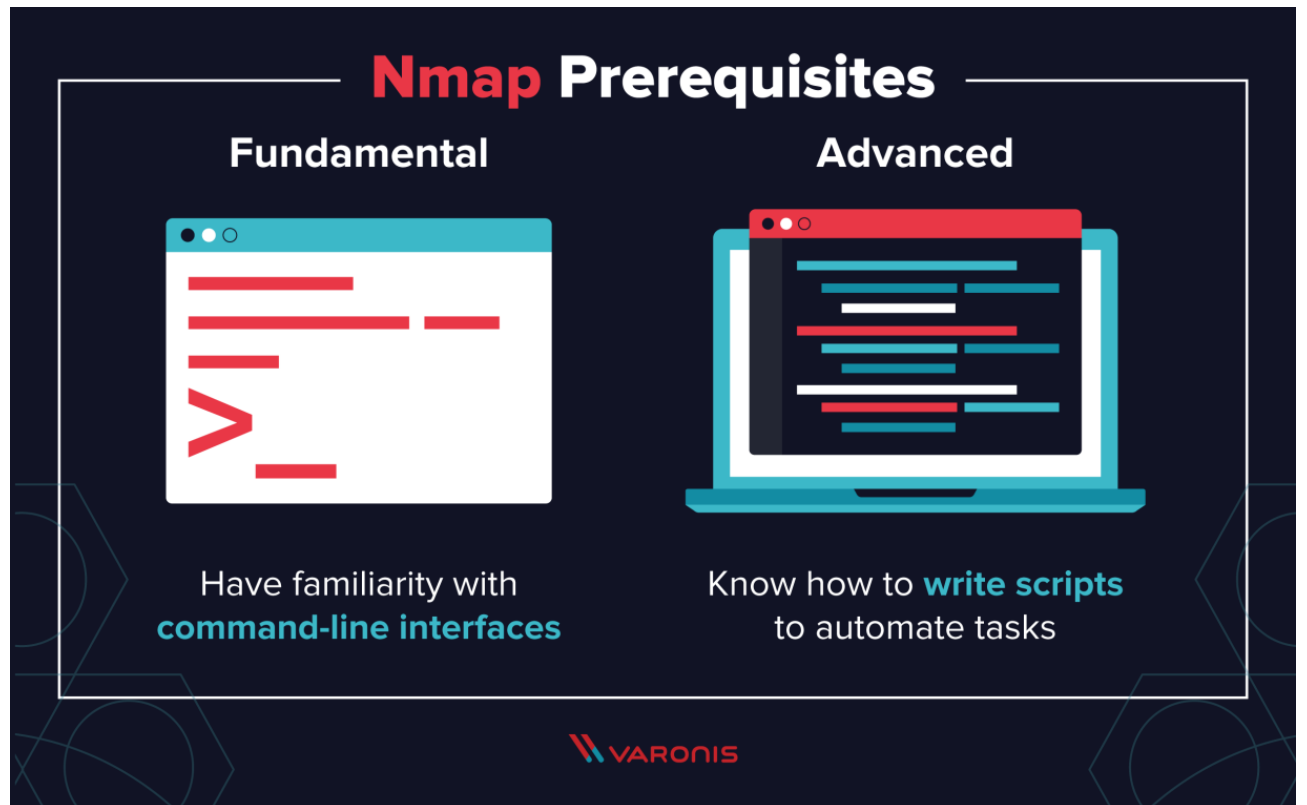 Nmap Prerequisites
Fundamental
Advanced
>_
Have familiarity with
command-line interfaces
Know how to write scripts
to automate tasks
VARONIS